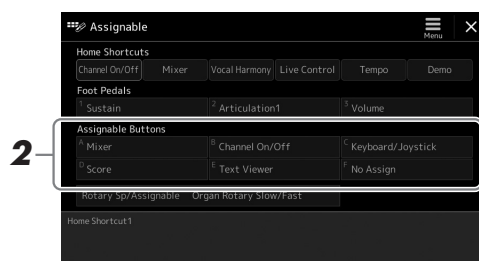 Assignable
Menu
Home Shortcuts
Channel On/Off Mixer Vocal Harmony Live Control Tempo Demo
Foot Pedals
1 Sustain 2 Articulation1 3 Volume
2
Assignable Buttons
A Mixer B Channel On/Off C Keyboard/Joystick
D Score E Text Viewer F No Assign
Rotary Sp/Assignable Organ Rotary Slow/Fast
Home Shortcut1